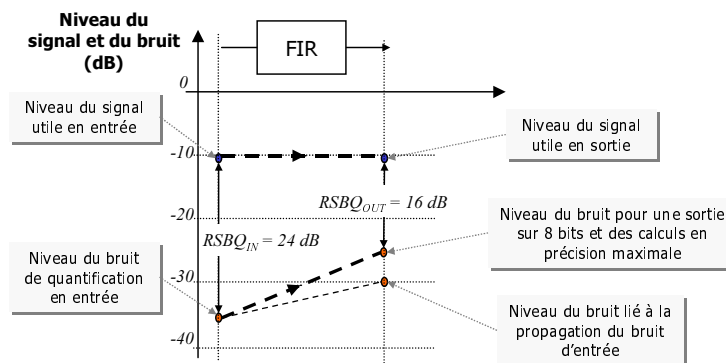 Niveau du
signal et du bruit
(dB)
FIR
0
Niveau du signal
utile en entrée
Niveau du signal
utile en sortie
-10
-20
RSBQOUT = 16 dB
RSBQIN = 24 dB
Niveau du bruit pour une sortie
sur 8 bits et des calculs en
précision maximale
Niveau du bruit
de quantification
en entrée
-30
Niveau du bruit lié à la
propagation du bruit
d'entrée
-40